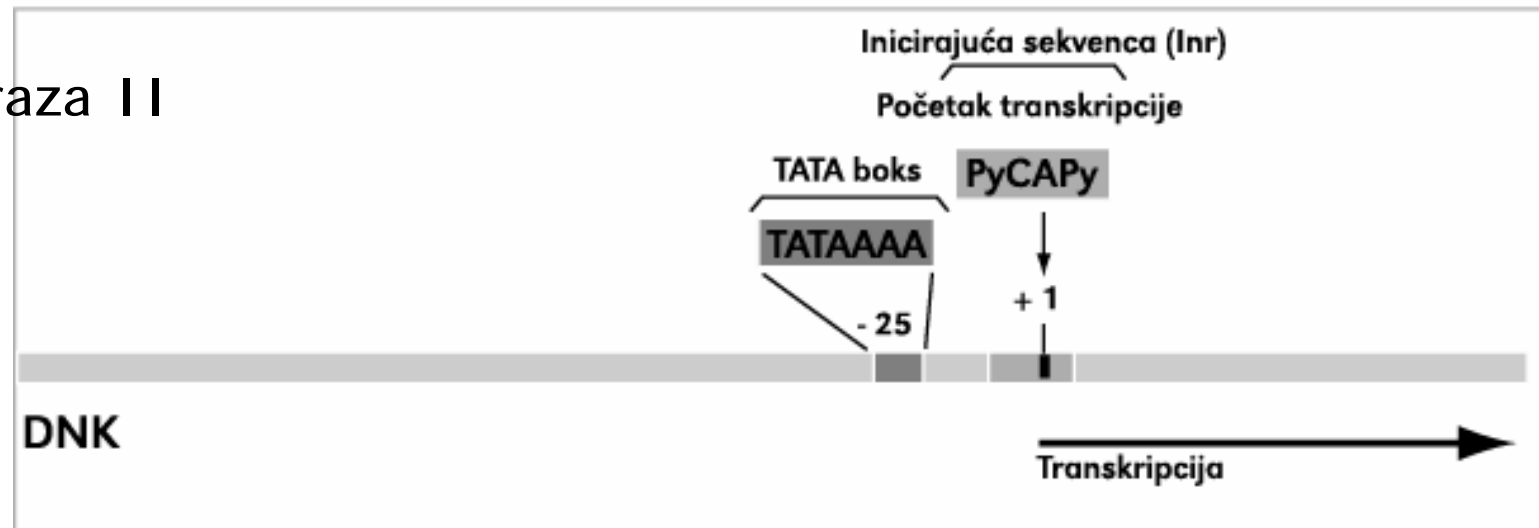 Inicirajuća sekvenca (Inr)
raza II
Početak transkripcije
TATA boks
PyCAPy
TATAAAA
+ 1
- 25
DNK
Transkripcija